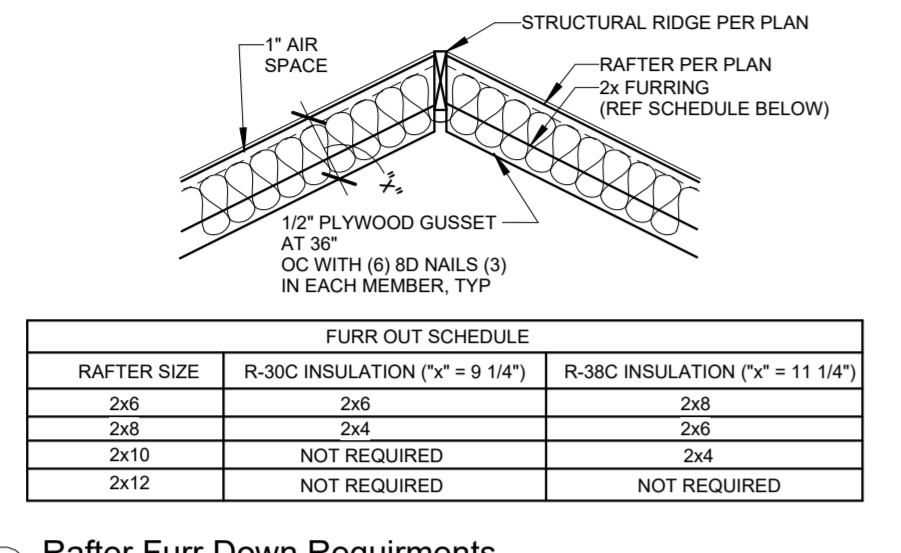 STRUCTURAL RIDGE PER PLAN
1" AIR
SPACE
RAFTER PER PLAN
2x FURRING
(REF SCHEDULE BELOW)
"x"
1/2" PLYWOOD GUSSET
AT 36"
OC WITH (6) 8D NAILS (3)
IN EACH MEMBER, TYP
FURR OUT SCHEDULE
RAFTER SIZE R-30C INSULATION ("x" = 9 1/4") R-38C INSULATION ("x" = 11 1/4")
2x6 2x6 2x8
2x8 2x4 2x6
2x10 NOT REQUIRED 2x4
2x12 NOT REQUIRED NOT REQUIRED
Rafter Furr Down Requirments